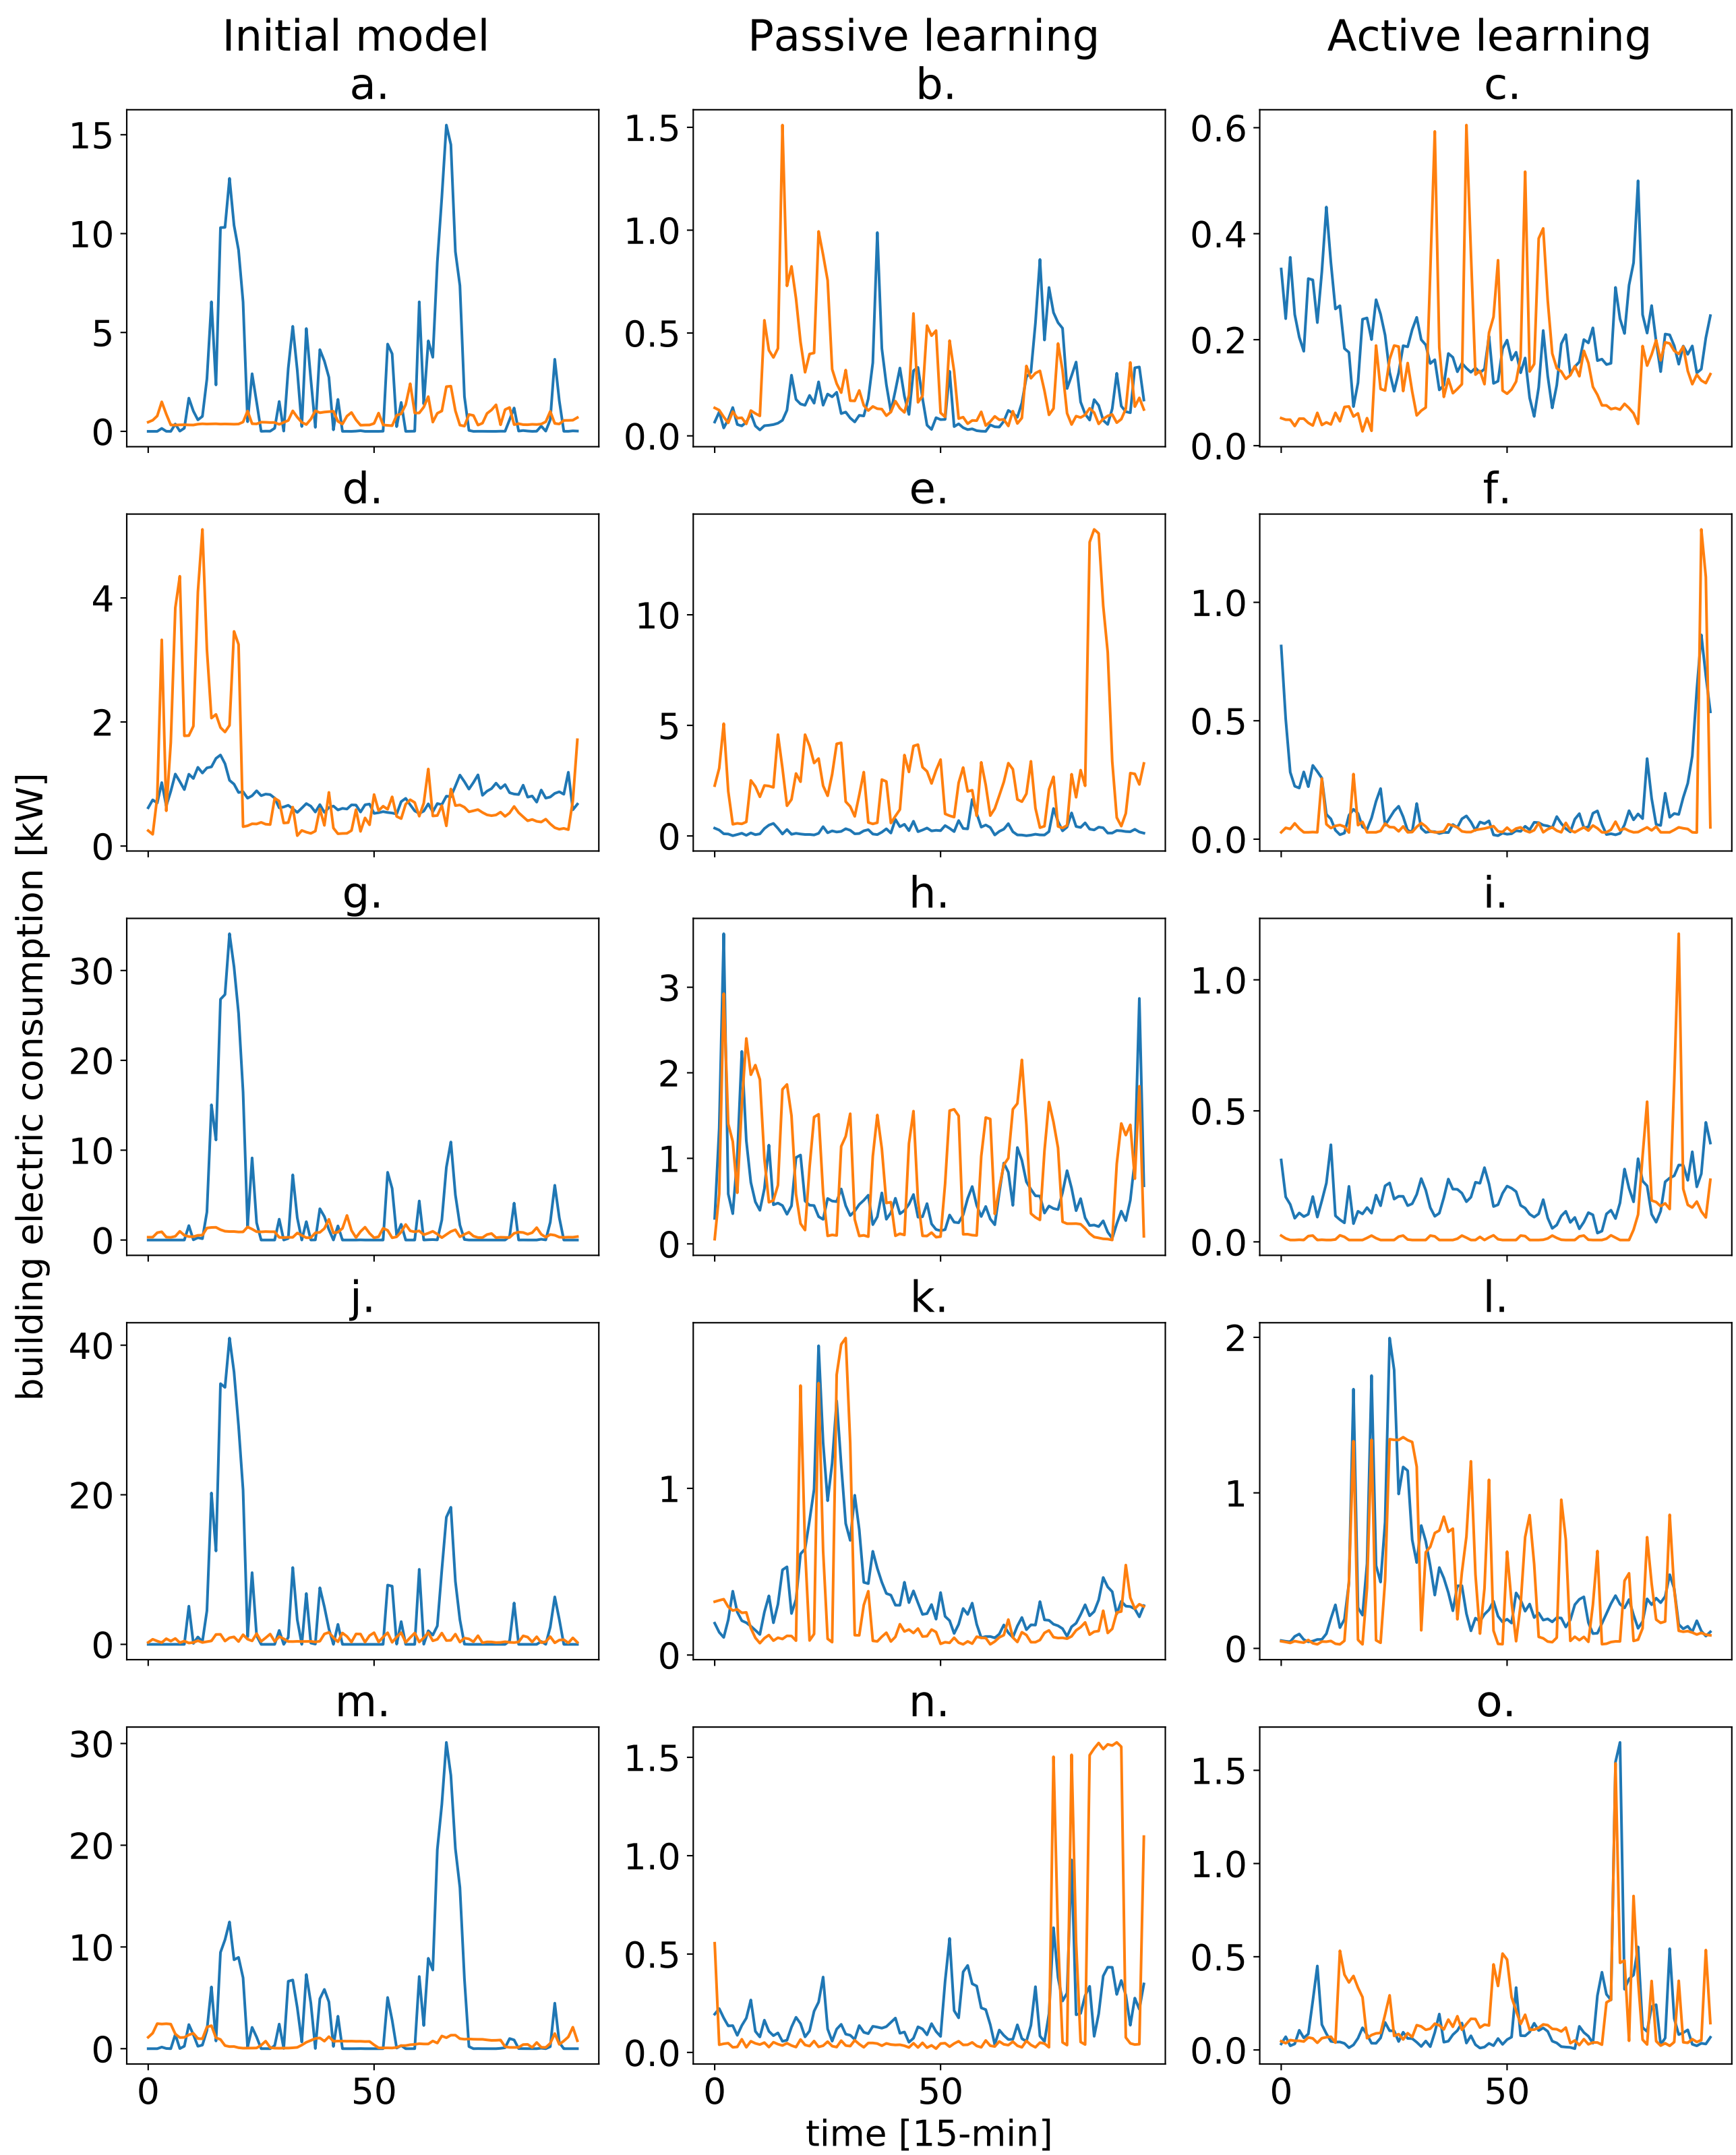 Initial model
Passive learning
Active learning
a.
b.
c.
15
10
5
0
1.5
1.0
0.5
0.0
0.6
0.4
0.2
0.0
d.
e.
f.
4
2
0
10
5
0
1.0
0.5
0.0
g.
h.
i.
30
20
10
0
3
2
1
0
1.0
0.5
0.0
j.
k.
l.
40
20
0
1
0
2
1
0
m.
n.
o.
30
20
10
0
1.5
1.0
0.5
0.0
1.5
1.0
0.5
0.0
0
50
0
50
0
50
time [15-min]
building electric consumption [kW]